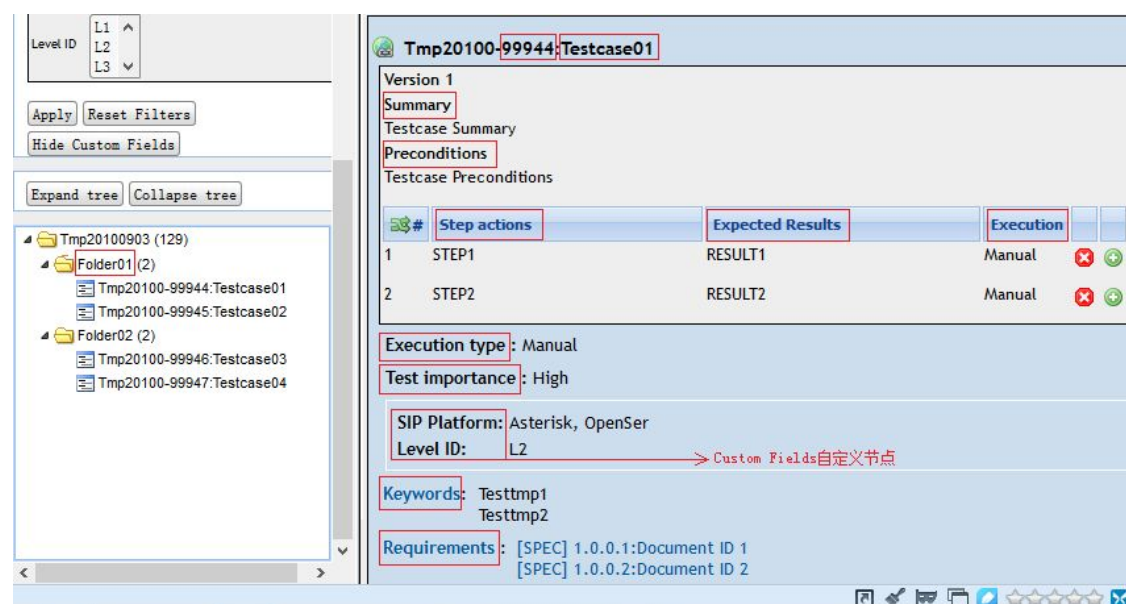 Level ID
L1
L2
L3
Apply
Reset Filters
Hide Custom Fields
Expand tree
Collapse tree
Tmp20100903 (129)
Folder01 (2)
Tmp20100-99944:Testcase01
Tmp20100-99945:Testcase02
Folder02 (2)
Tmp20100-99946:Testcase03
Tmp20100-99947:Testcase04
Tmp20100-99944:Testcase01
Version 1
Summary
Testcase Summary
Preconditions
Testcase Preconditions
# Step actions Expected Results Execution
1 STEP1 RESULT1 Manual
2 STEP2 RESULT2 Manual
Execution type : Manual
Test importance : High
SIP Platform: Asterisk, OpenSer
Level ID: L2
Custom Fields自定义节点
Keywords: Testtmp1
Testtmp2
Requirements : [SPEC] 1.0.0.1:Document ID 1
[SPEC] 1.0.0.2:Document ID 2